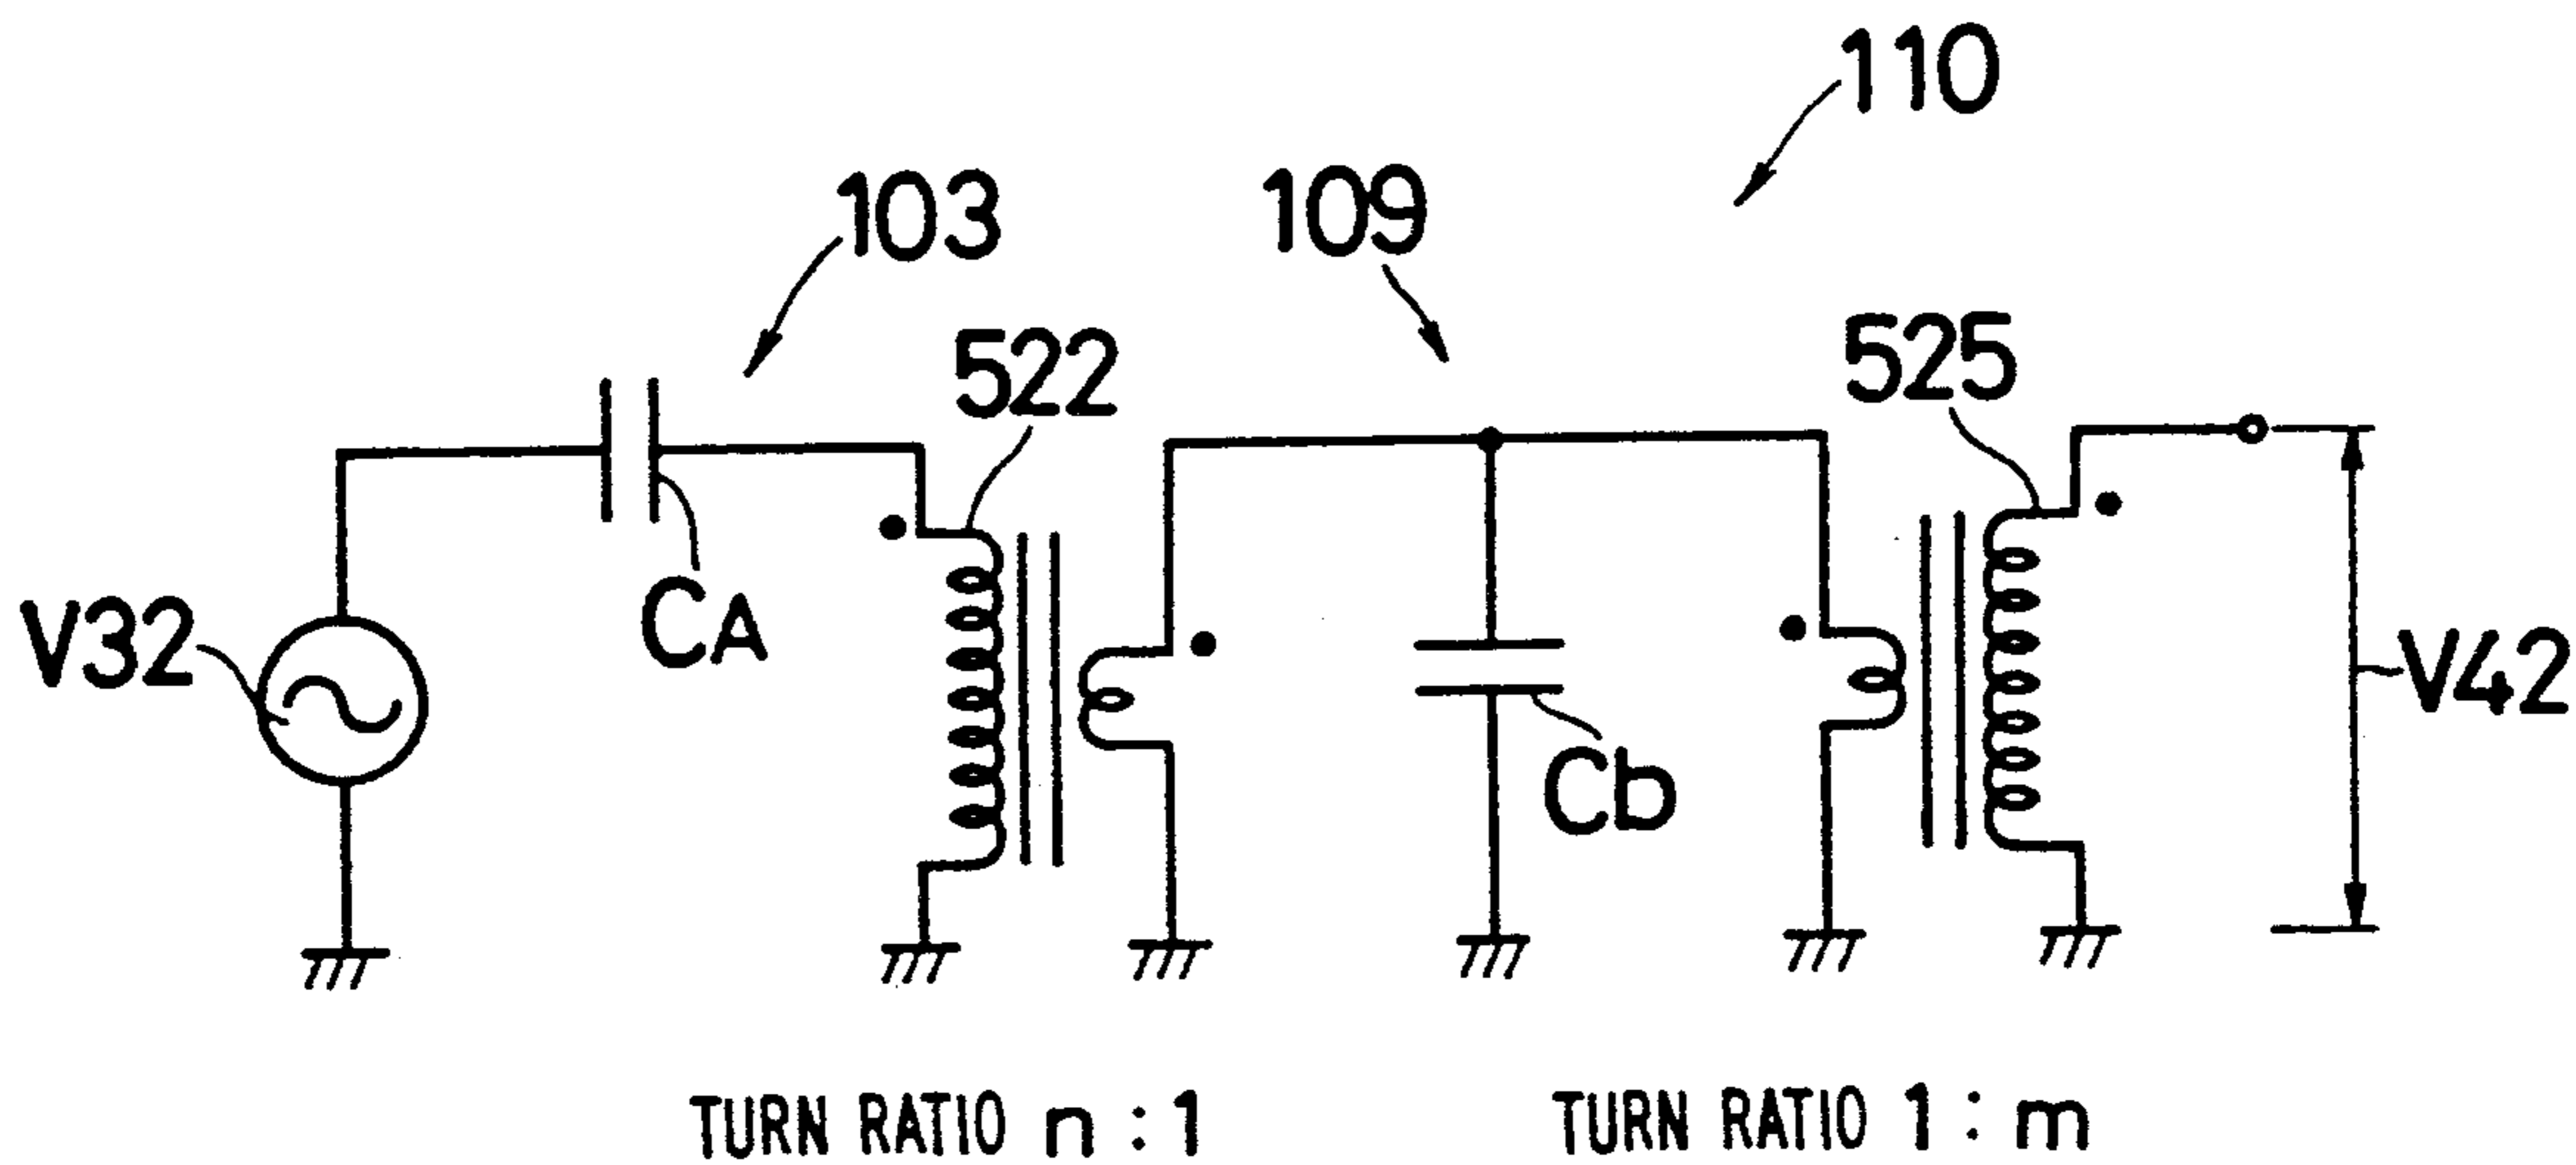 110
103
109
522
525
CA
V32
V42
Cb
TURN RATIO n : 1
TURN RATIO 1 : m